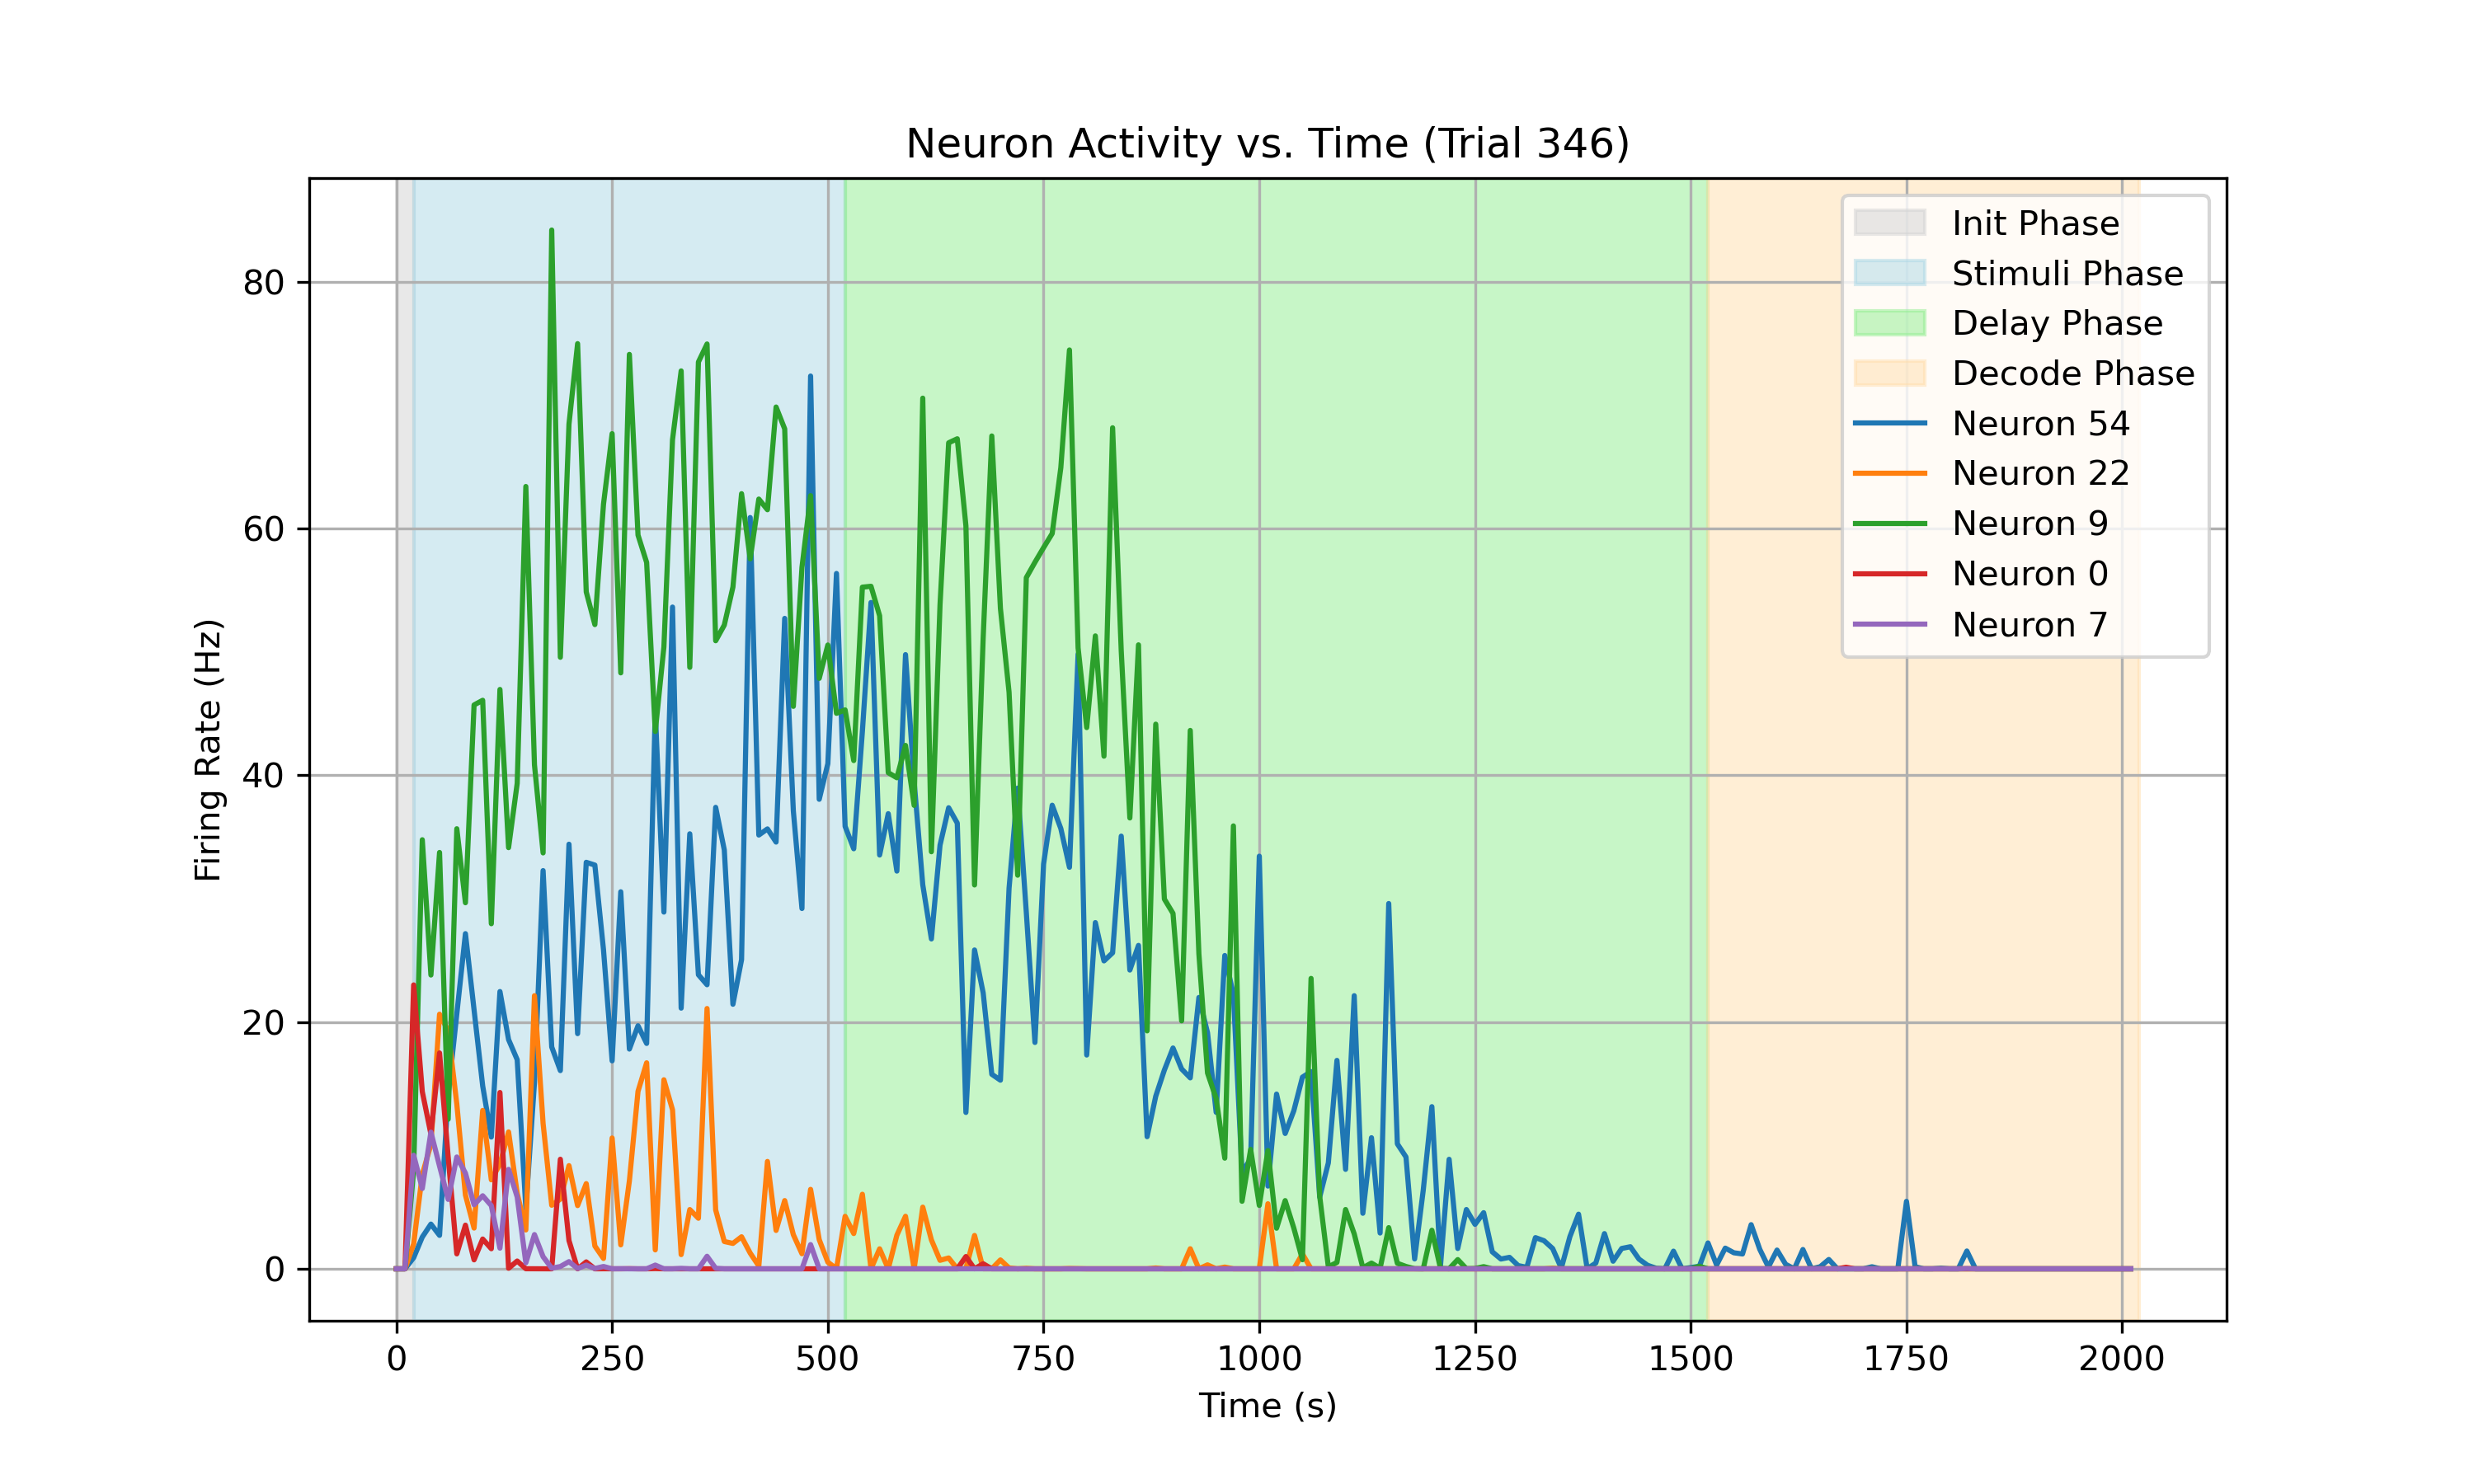 Neuron Activity vs. Time (Trial 346)
Init Phase
Stimuli Phase
Delay Phase
Decode Phase
Neuron 54
Neuron 22
Neuron 9
Neuron 0
Neuron 7
Firing Rate (Hz)
80
60
40
20
0
0 250 500 750 1000 1250 1500 1750 2000
Time (s)